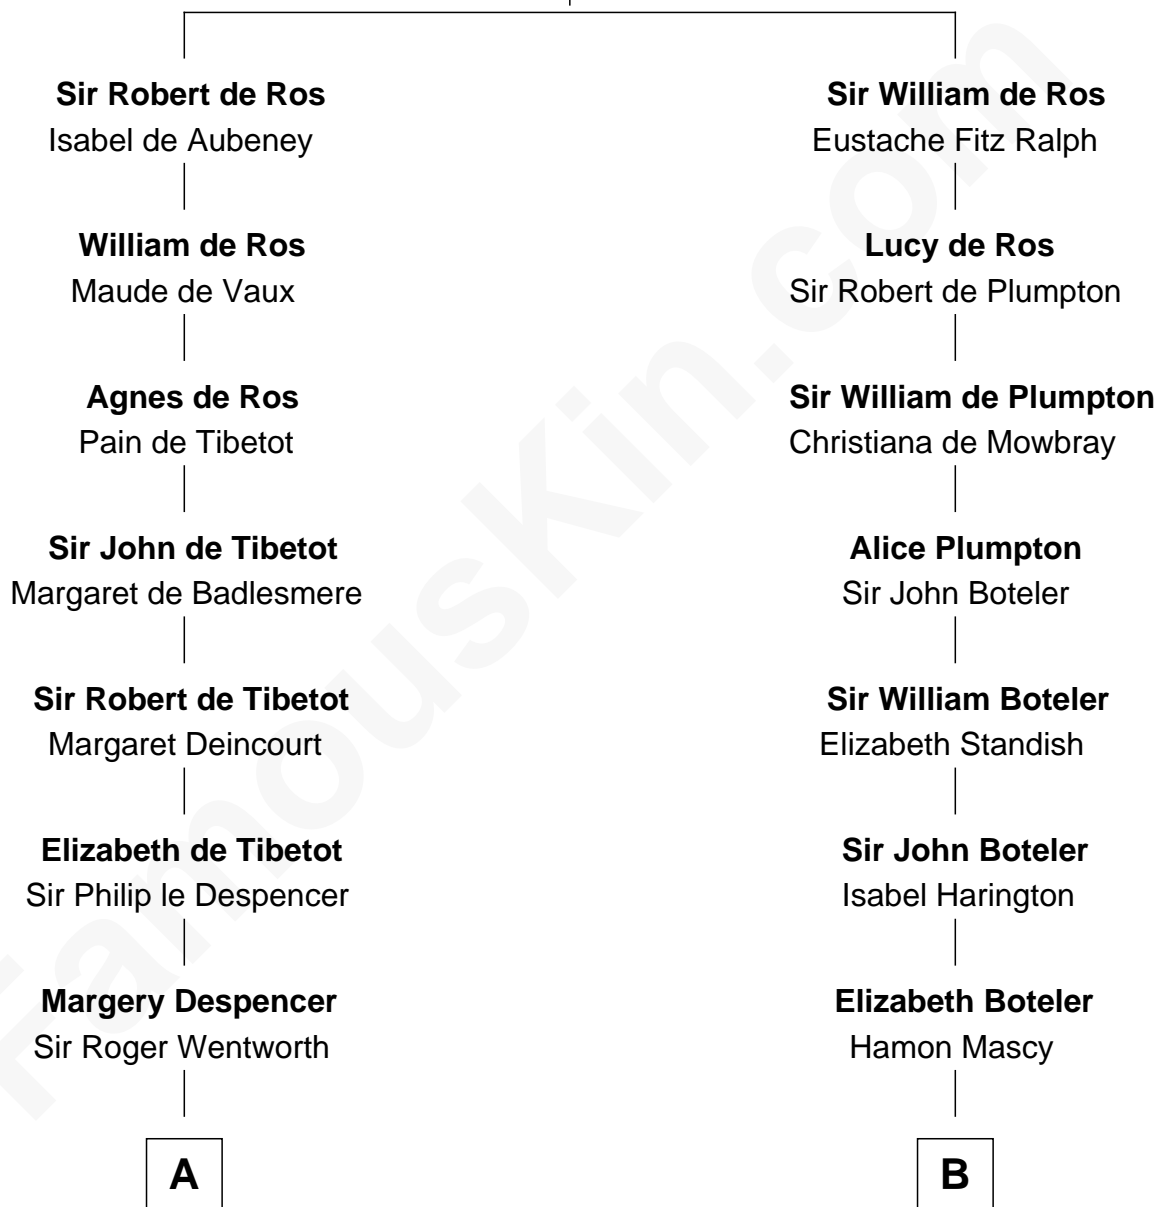 Sir Robert de Ros
Isabel de Aubeney
William de Ros
Maude de Vaux
Agnes de Ros
Pain de Tibetot
Sir John de Tibetot
Margaret de Badlesmere
Sir Robert de Tibetot
Margaret Deincourt
Elizabeth de Tibetot
Sir Philip le Despencer
Margery Despencer
Sir Roger Wentworth
A
Sir William de Ros
Eustache Fitz Ralph
Lucy de Ros
Sir Robert de Plumpton
Sir William de Plumpton
Christiana de Mowbray
Alice Plumpton
Sir John Boteler
Sir William Boteler
Elizabeth Standish
Sir John Boteler
Isabel Harington
Elizabeth Boteler
Hamon Mascy
B
FamousKin.com